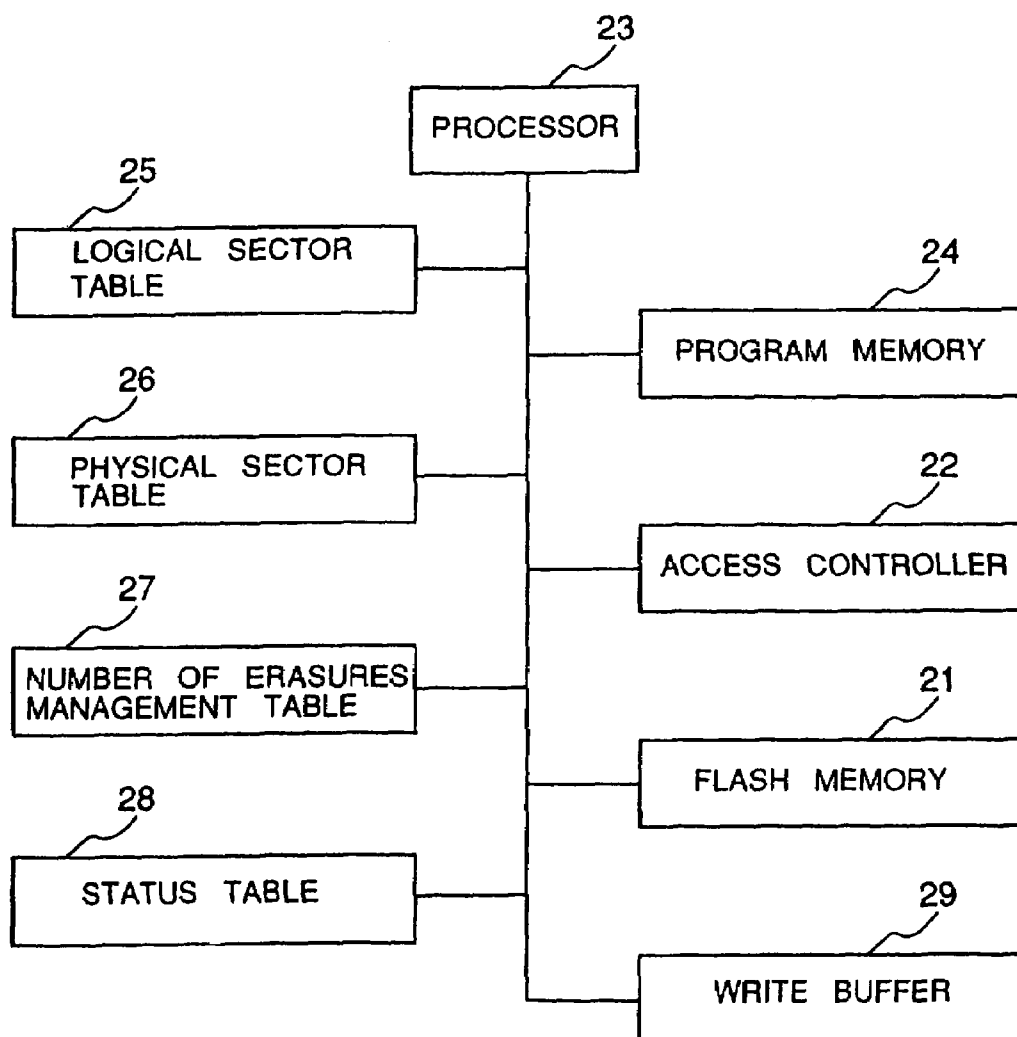 23
PROCESSOR
25
LOGICAL SECTOR
TABLE
24
PROGRAM MEMORY
26
PHYSICAL SECTOR
TABLE
22
ACCESS CONTROLLER
27
NUMBER OF ERASURES
MANAGEMENT TABLE
21
FLASH MEMORY
28
STATUS TABLE
29
WRITE BUFFER